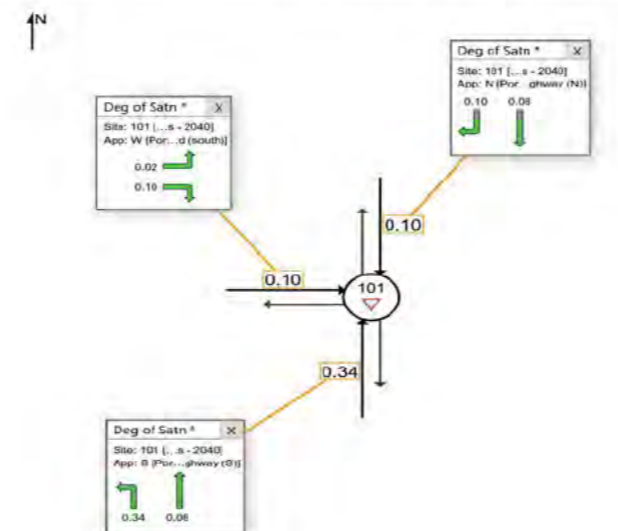 N
Deg of Satn * x
Site: 101 [...s - 2040]
App: N [Por...ghway (N)]
0.10 0.08
Deg of Satn * x
Site: 101 [...s - 2040]
App: W [Por...d (south)]
0.02
0.10
0.10
0.10
101
0.34
Deg of Satn * x
Site: 101 [...s - 2040]
App: S [Por...ghway (S)]
0.34 0.08